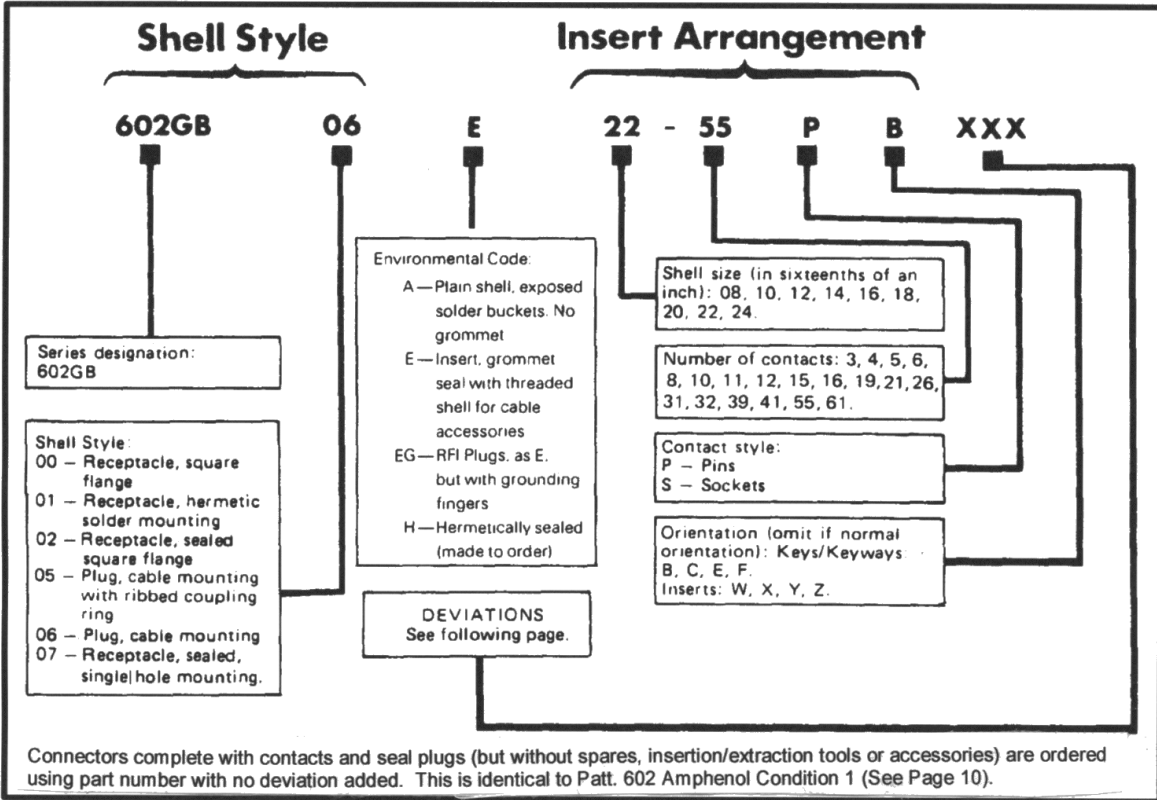 Shell Style
Insert Arrangement
602GB 06 E 22 - 55 P B XXX
Series designation:
602GB
Shell Style:
00 — Receptacle, square
flange
01 — Receptacle, hermetic
solder mounting
02 — Receptacle, sealed
square flange
05 — Plug, cable mounting
with ribbed coupling
ring
06 — Plug, cable mounting
07 — Receptacle, sealed,
single hole mounting.
Environmental Code:
A—Plain shell, exposed
solder buckets. No
grommet
E—Insert, grommet
seal with threaded
shell for cable
accessories
EG—RFI Plugs. as E.
but with grounding
fingers
H—Hermetically sealed
(made to order)
DEVIATIONS
See following page.
Shell size (in sixteenths of an
inch): 08, 10, 12, 14, 16, 18,
20, 22, 24.
Number of contacts: 3, 4, 5, 6,
8, 10, 11, 12, 15, 16, 19, 21, 26,
31, 32, 39, 41, 55, 61.
Contact style:
P — Pins
S — Sockets
Orientation (omit if normal
orientation): Keys/Keyways
B, C, E, F.
Inserts: W, X, Y, Z.
Connectors complete with contacts and seal plugs (but without spares, insertion/extraction tools or accessories) are ordered
using part number with no deviation added. This is identical to Patt. 602 Amphenol Condition 1 (See Page 10).